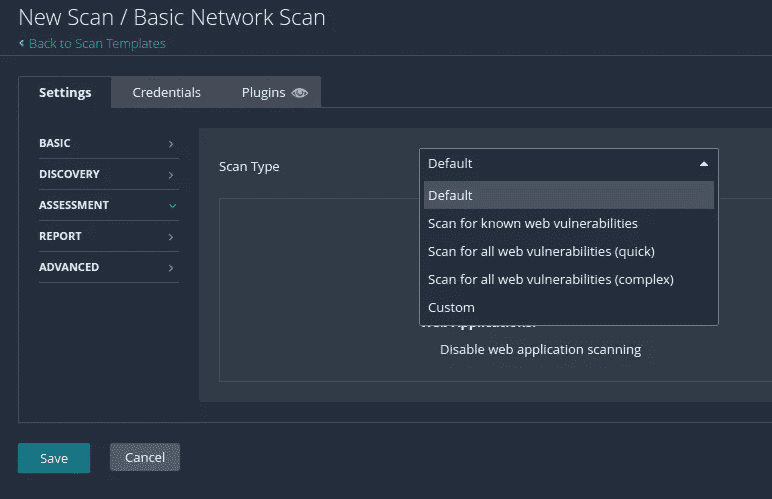 New Scan / Basic Network Scan
Back to Scan Templates
Settings Credentials Plugins
BASIC
DISCOVERY
ASSESSMENT
REPORT
ADVANCED
Scan Type
Default
Default
Scan for known web vulnerabilities
Scan for all web vulnerabilities (quick)
Scan for all web vulnerabilities (complex)
Custom
Web Applications:
Disable web application scanning
Save Cancel